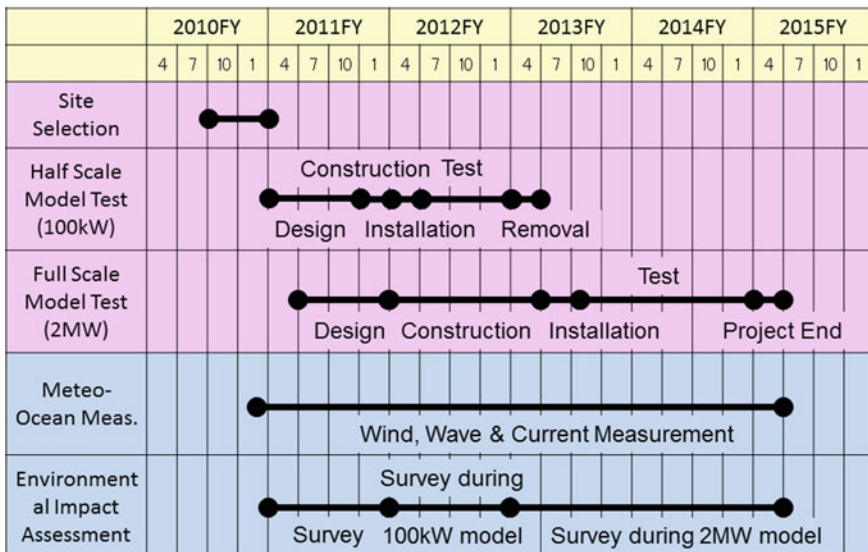 2010FY 2011FY 2012FY 2013FY 2014FY 2015FY
4 7 10 1 4 7 10 1 4 7 10 1 4 7 10 1 4 7 10 1 4 7 10 1
Site
Selection
Half Scale
Model Test
(100kW)
Construction Test
Design Installation Removal
Full Scale
Model Test
(2MW)
Test
Design Construction Installation Project End
Meteo-
Ocean Meas.
Wind, Wave & Current Measurement
Environment
al Impact
Assessment
Survey during
Survey 100kW model Survey during 2MW model